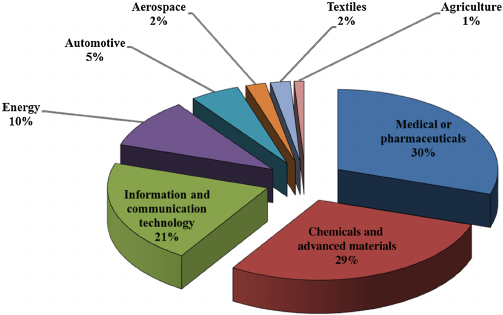 Aerospace
2%
Textiles
2%
Agriculture
1%
Automotive
5%
Energy
10%
Medical or
pharmaceuticals
30%
Information and
communication
technology
21%
Chemicals and
advanced materials
29%